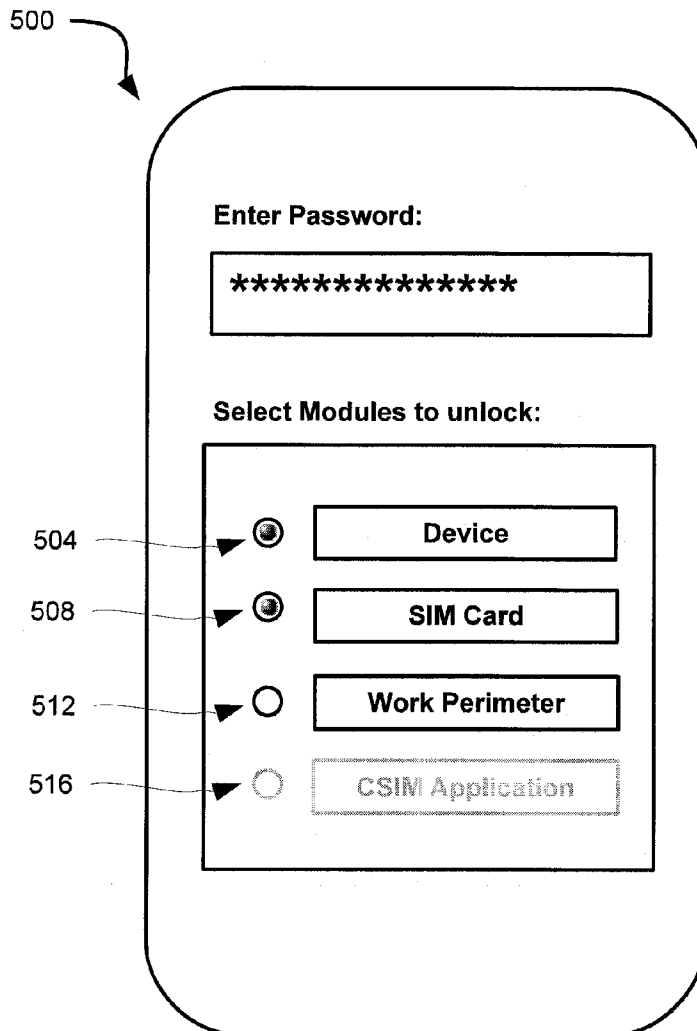 500
Enter Password:
**************
Select Modules to unlock:
504 Device
508 SIM Card
512 Work Perimeter
516 CSIM Application